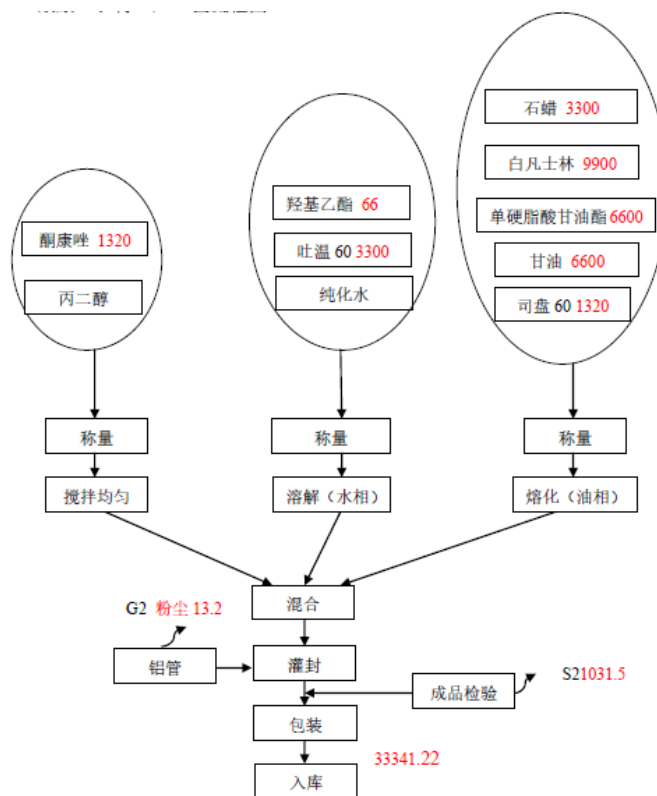 酮康唑 1320
丙二醇
称量
搅拌均匀
羟基乙酯 66
吐温 60 3300
纯化水
称量
溶解（水相）
石蜡 3300
白凡士林 9900
单硬脂酸甘油酯 6600
甘油 6600
司盘 60 1320
称量
熔化（油相）
混合
G2 粉尘 13.2
铝管
灌封
S21031.5
成品检验
包装
33341.22
入库